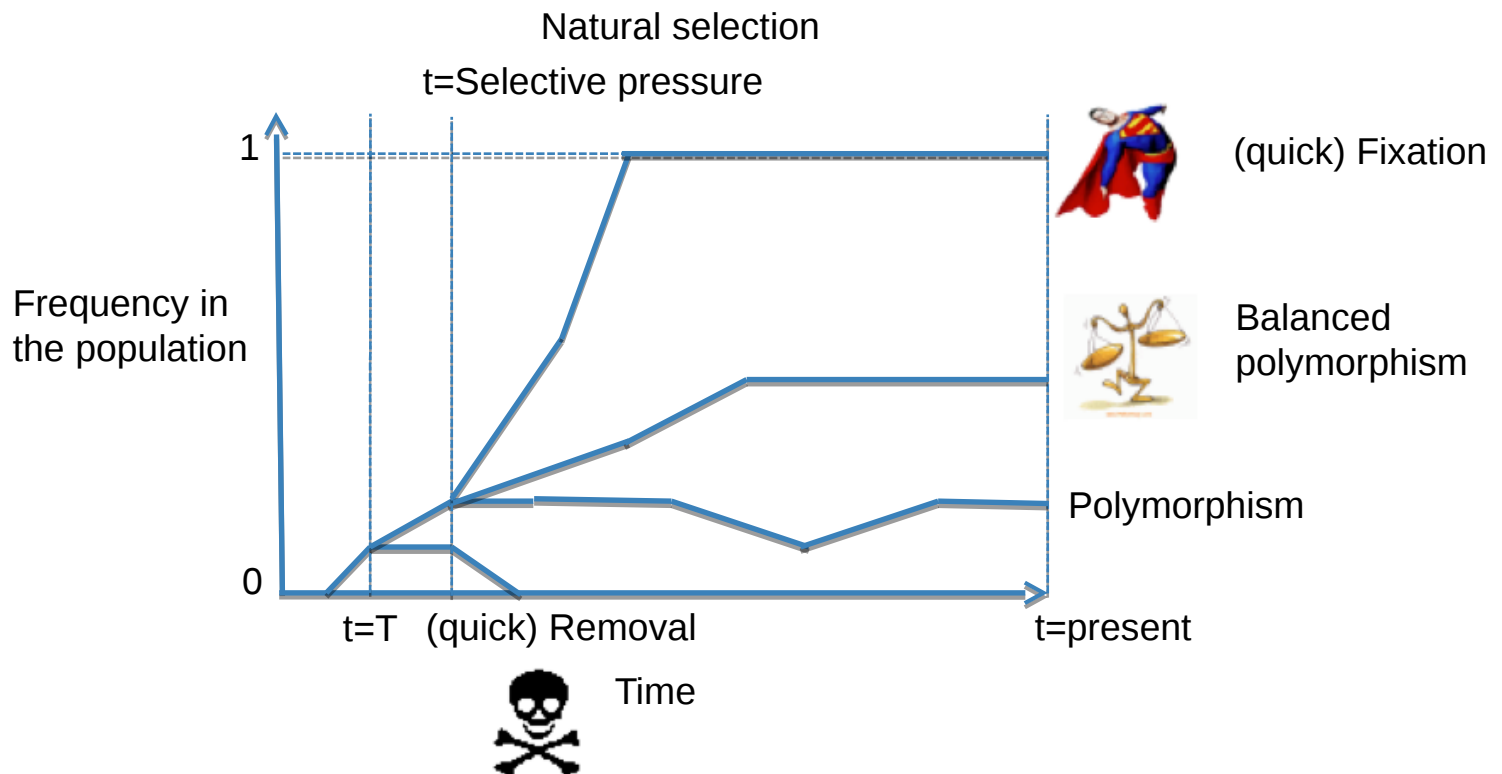 Natural selection
t=Selective pressure
1
(quick) Fixation
Frequency in
the population
Balanced
polymorphism
Polymorphism
0
t=T
(quick) Removal
t=present
Time